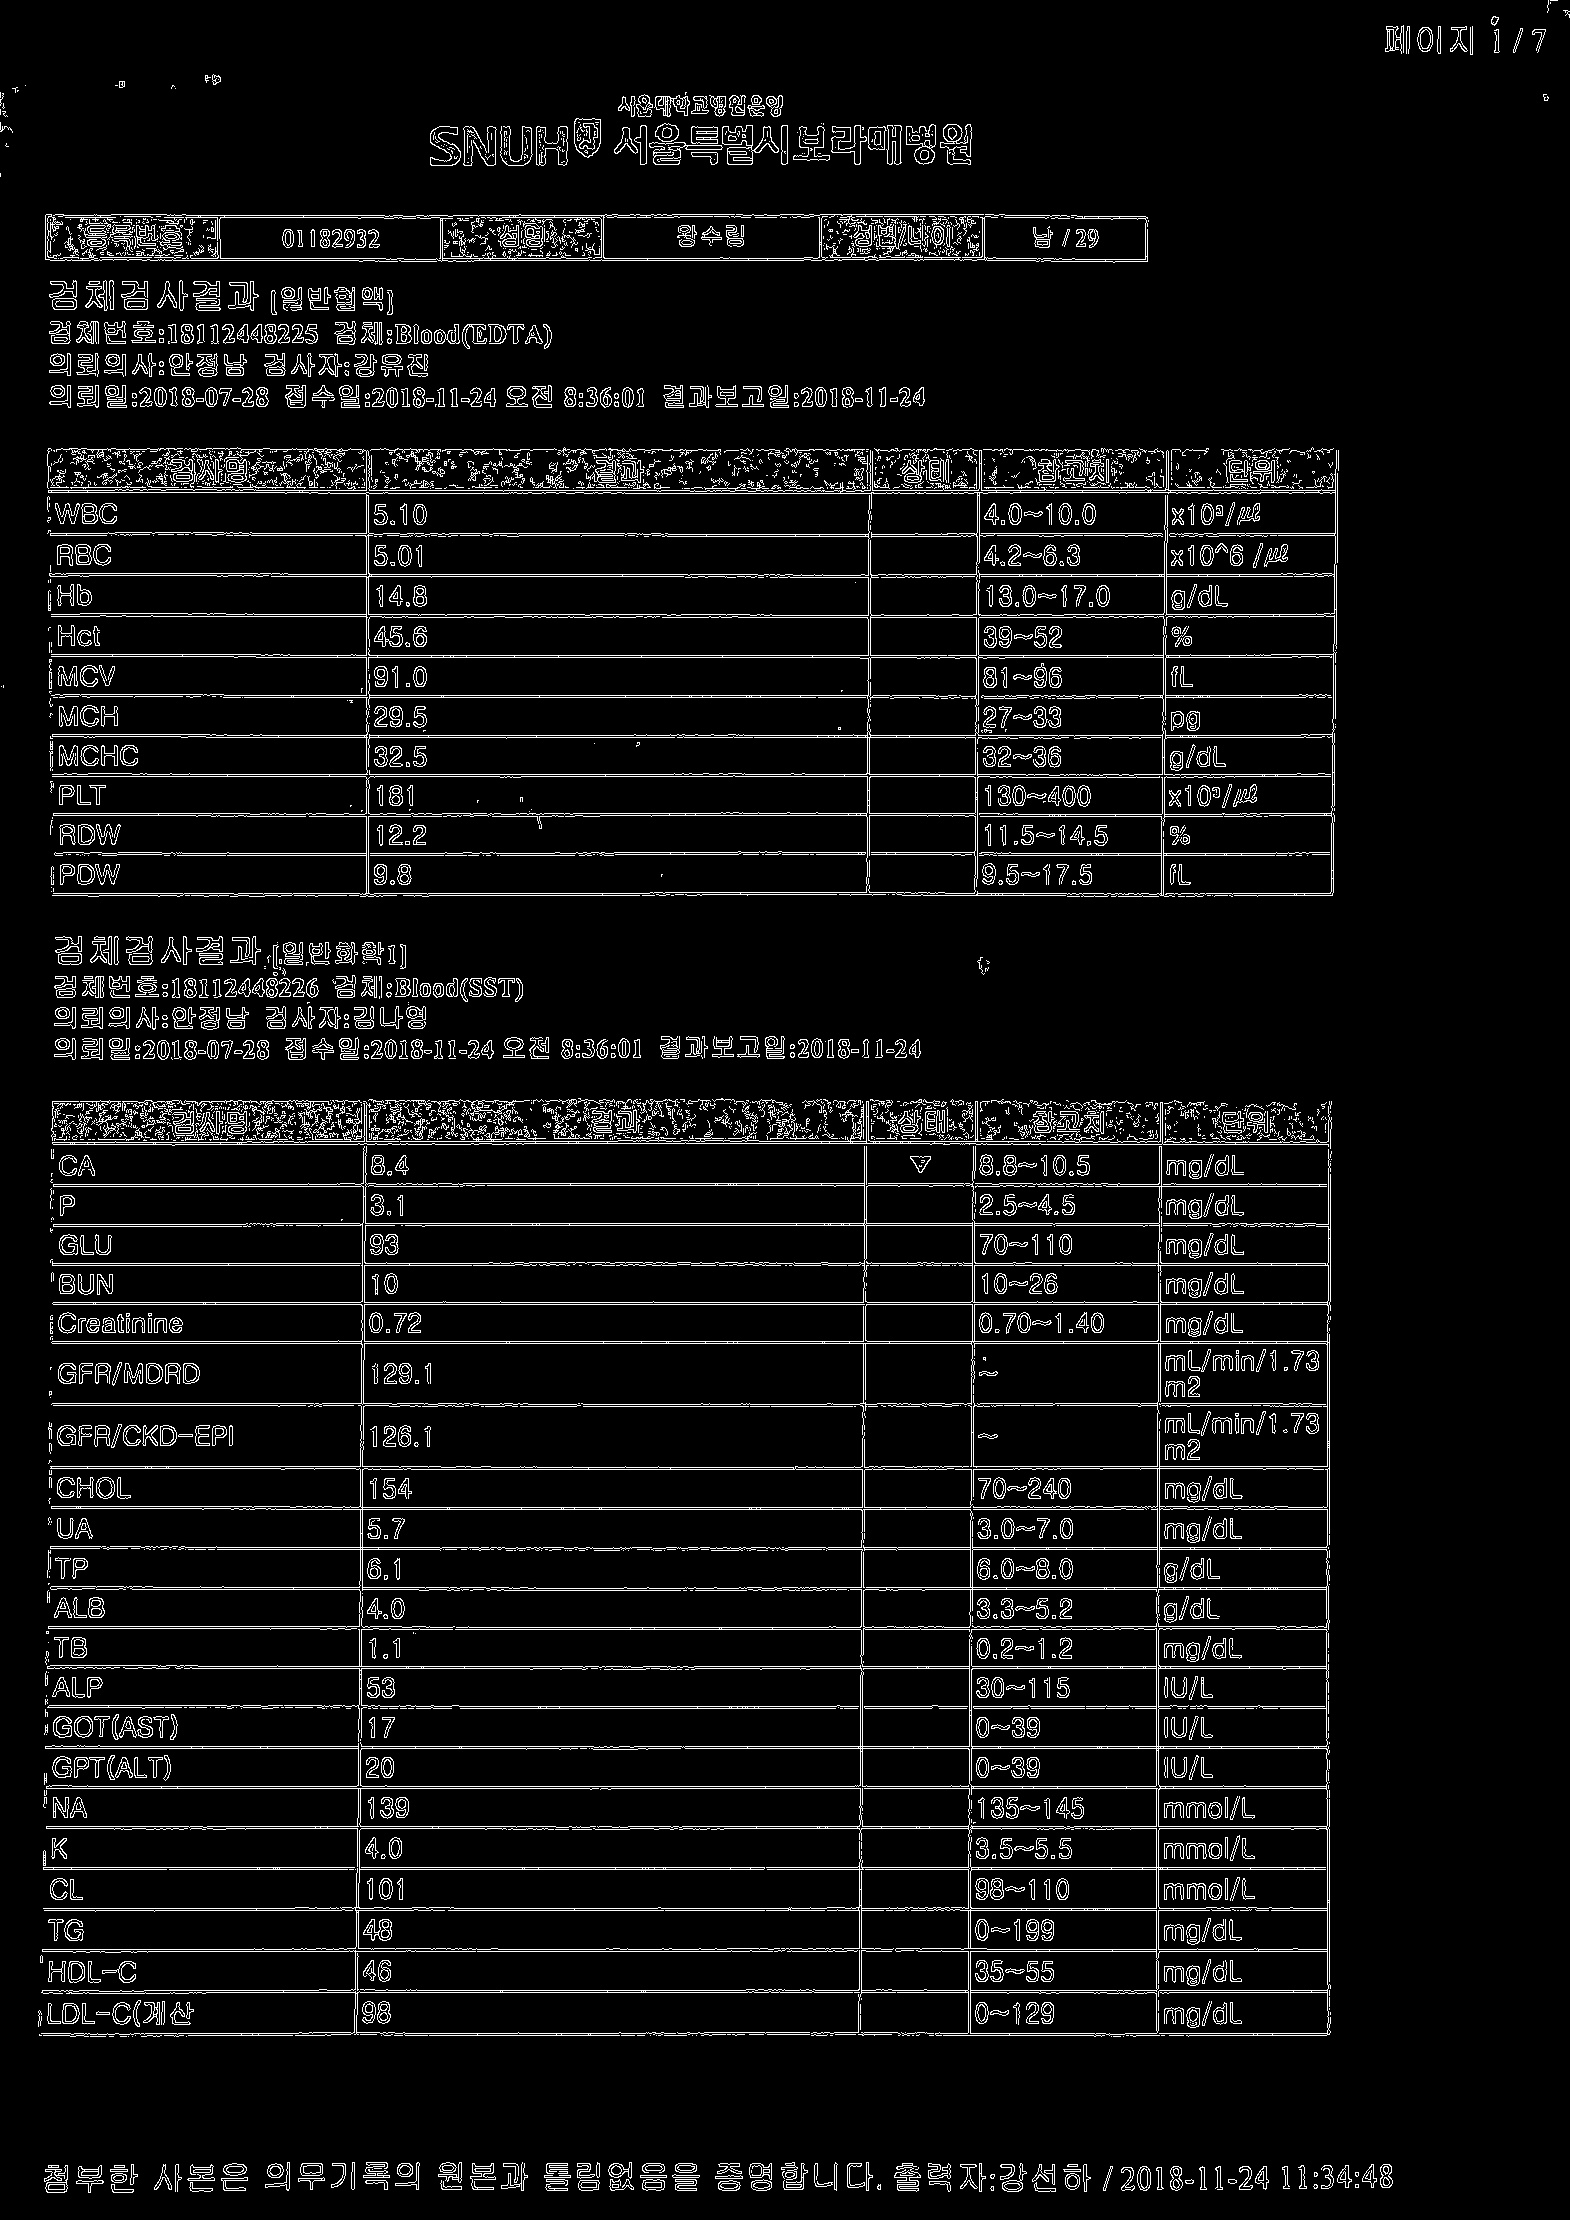 페이지 1 / 7
서울대학교병원운영
SNUH 서울특별시보라매병원
등록번호 01182932 성명 왕수링 성별/나이 남 / 29
검체검사결과 [일반혈액]
검체번호:18112448225 검체:Blood(EDTA)
의뢰의사:안정남 검사자:강유진
의뢰일:2018-07-28 접수일:2018-11-24 오전 8:36:01 결과보고일:2018-11-24
검사명 결과 상태 참고치 단위
WBC 5.10 4.0~10.0 x10³/㎕
RBC 5.01 4.2~6.3 x10^6 /㎕
Hb 14.8 13.0~17.0 g/dL
Hct 45.6 39~52 %
MCV 91.0 81~96 fL
MCH 29.5 27~33 pg
MCHC 32.5 32~36 g/dL
PLT 181 130~400 x10³/㎕
RDW 12.2 11.5~14.5 %
PDW 9.8 9.5~17.5 fL
검체검사결과 [일반화학1]
검체번호:18112448226 검체:Blood(SST)
의뢰의사:안정남 검사자:김나영
의뢰일:2018-07-28 접수일:2018-11-24 오전 8:36:01 결과보고일:2018-11-24
검사명 결과 상태 참고치 단위
CA 8.4 ▼ 8.8~10.5 mg/dL
P 3.1 2.5~4.5 mg/dL
GLU 93 70~110 mg/dL
BUN 10 10~26 mg/dL
Creatinine 0.72 0.70~1.40 mg/dL
GFR/MDRD 129.1 ~ mL/min/1.73
m2
GFR/CKD-EPI 126.1 ~ mL/min/1.73
m2
CHOL 154 70~240 mg/dL
UA 5.7 3.0~7.0 mg/dL
TP 6.1 6.0~8.0 g/dL
ALB 4.0 3.3~5.2 g/dL
TB 1.1 0.2~1.2 mg/dL
ALP 53 30~115 IU/L
GOT(AST) 17 0~39 IU/L
GPT(ALT) 20 0~39 IU/L
NA 139 135~145 mmol/L
K 4.0 3.5~5.5 mmol/L
CL 101 98~110 mmol/L
TG 48 0~199 mg/dL
HDL-C 46 35~55 mg/dL
LDL-C(계산 98 0~129 mg/dL
첨부한 사본은 의무기록의 원본과 틀림없음을 증명합니다. 출력자:강선하 / 2018-11-24 11:34:48